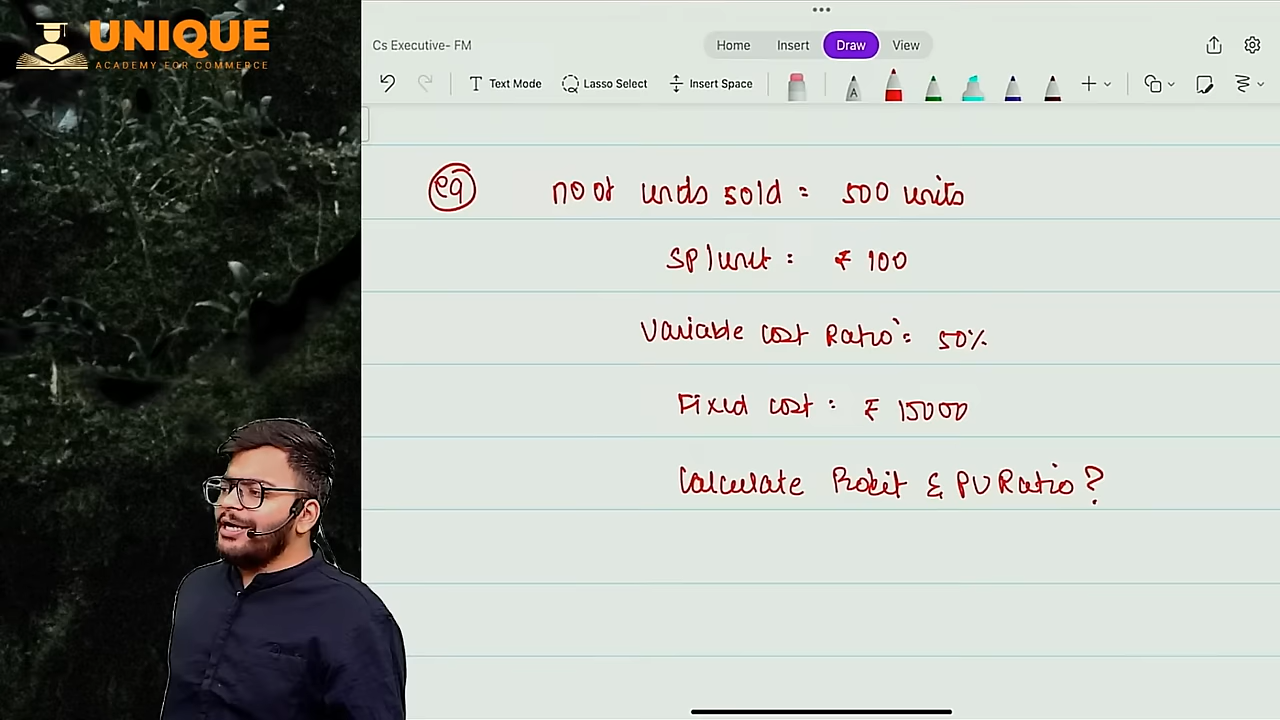 UNIQUE
ACADEMY FOR COMMERCE
Cs Executive- FM
Home Insert Draw View
Text Mode Lasso Select Insert Space
A
eg no of units sold = 500 units
SP/unit : ₹ 100
Variable cost Ratio = 50%
Fixed cost : ₹ 15000
Calculate Profit & PV Ratio?